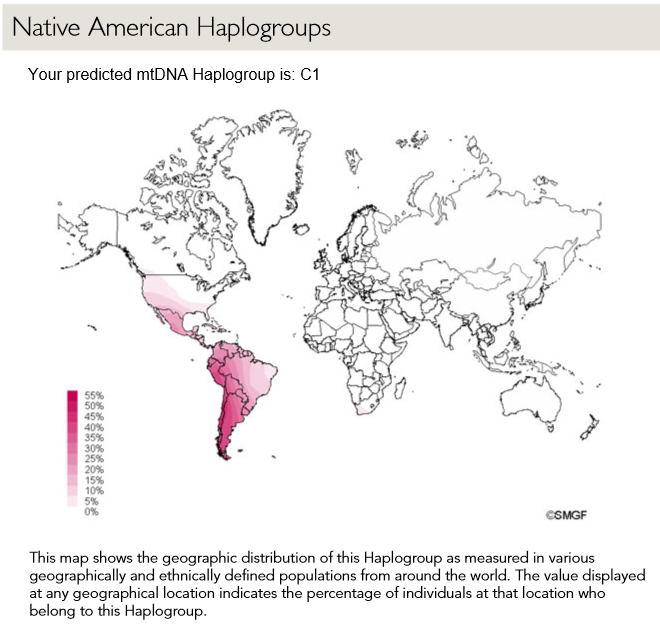 Native American Haplogroups
Your predicted mtDNA Haplogroup is: C1
55%
50%
45%
40%
35%
30%
25%
20%
15%
10%
5%
0%
©SMGF
This map shows the geographic distribution of this Haplogroup as measured in various
geographically and ethnically defined populations from around the world. The value displayed
at any geographical location indicates the percentage of individuals at that location who
belong to this Haplogroup.